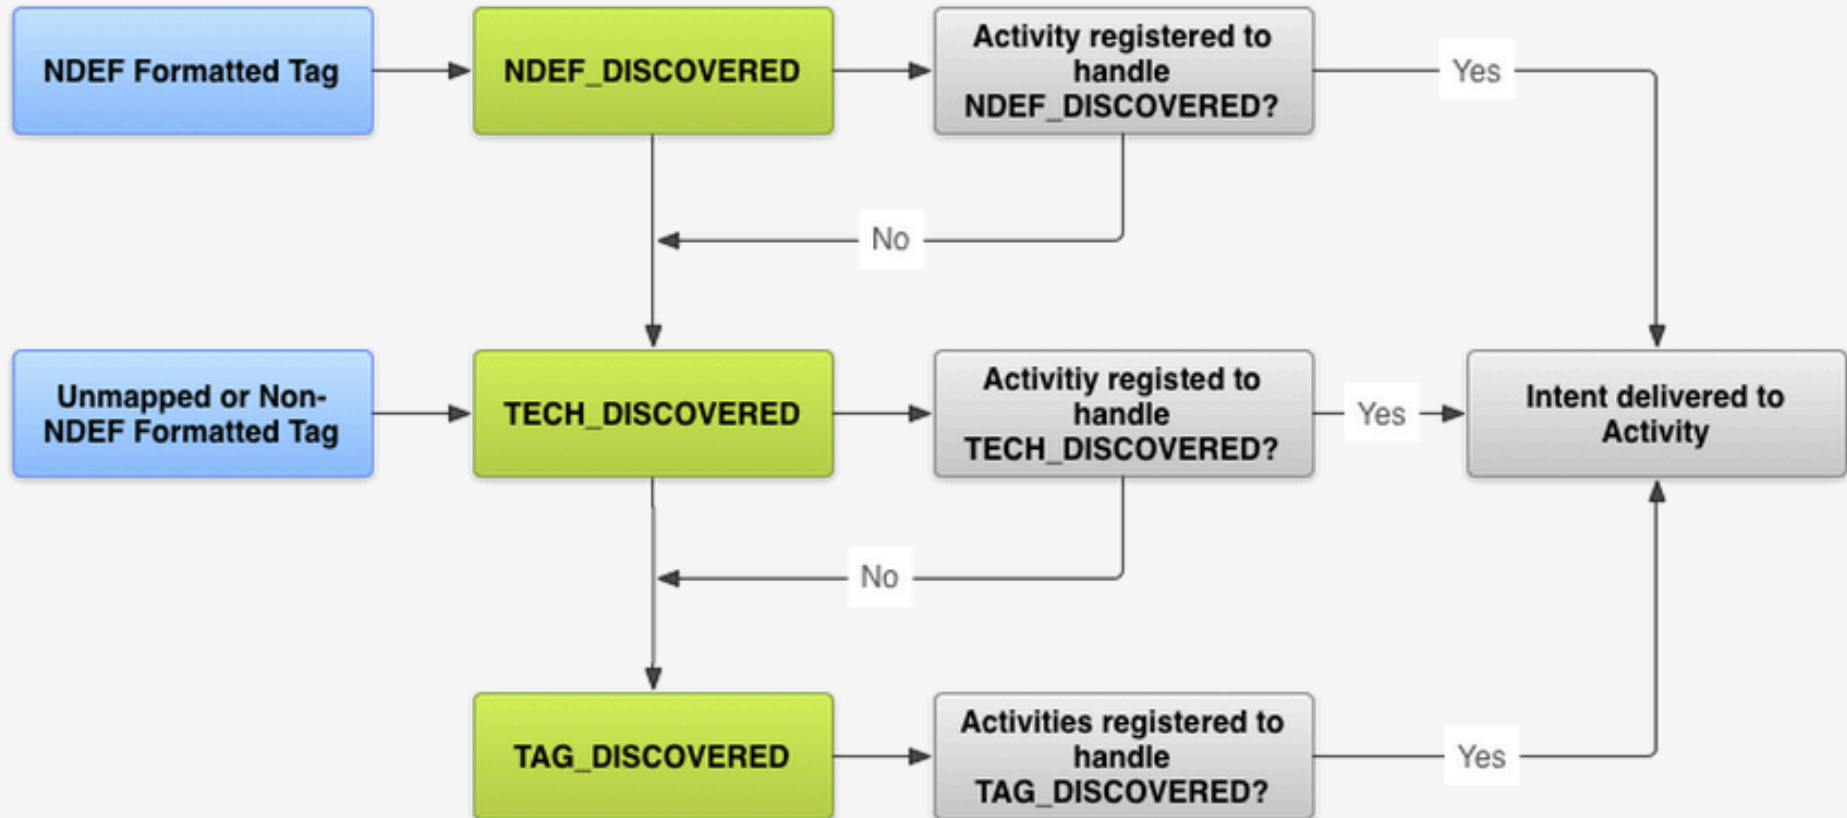 NDEF Formatted Tag
NDEF_DISCOVERED
Activity registered to
handle
NDEF_DISCOVERED?
Yes
No
Unmapped or Non-
NDEF Formatted Tag
TECH_DISCOVERED
Activitiy registed to
handle
TECH_DISCOVERED?
Yes
Intent delivered to
Activity
No
TAG_DISCOVERED
Activities registered to
handle
TAG_DISCOVERED?
Yes